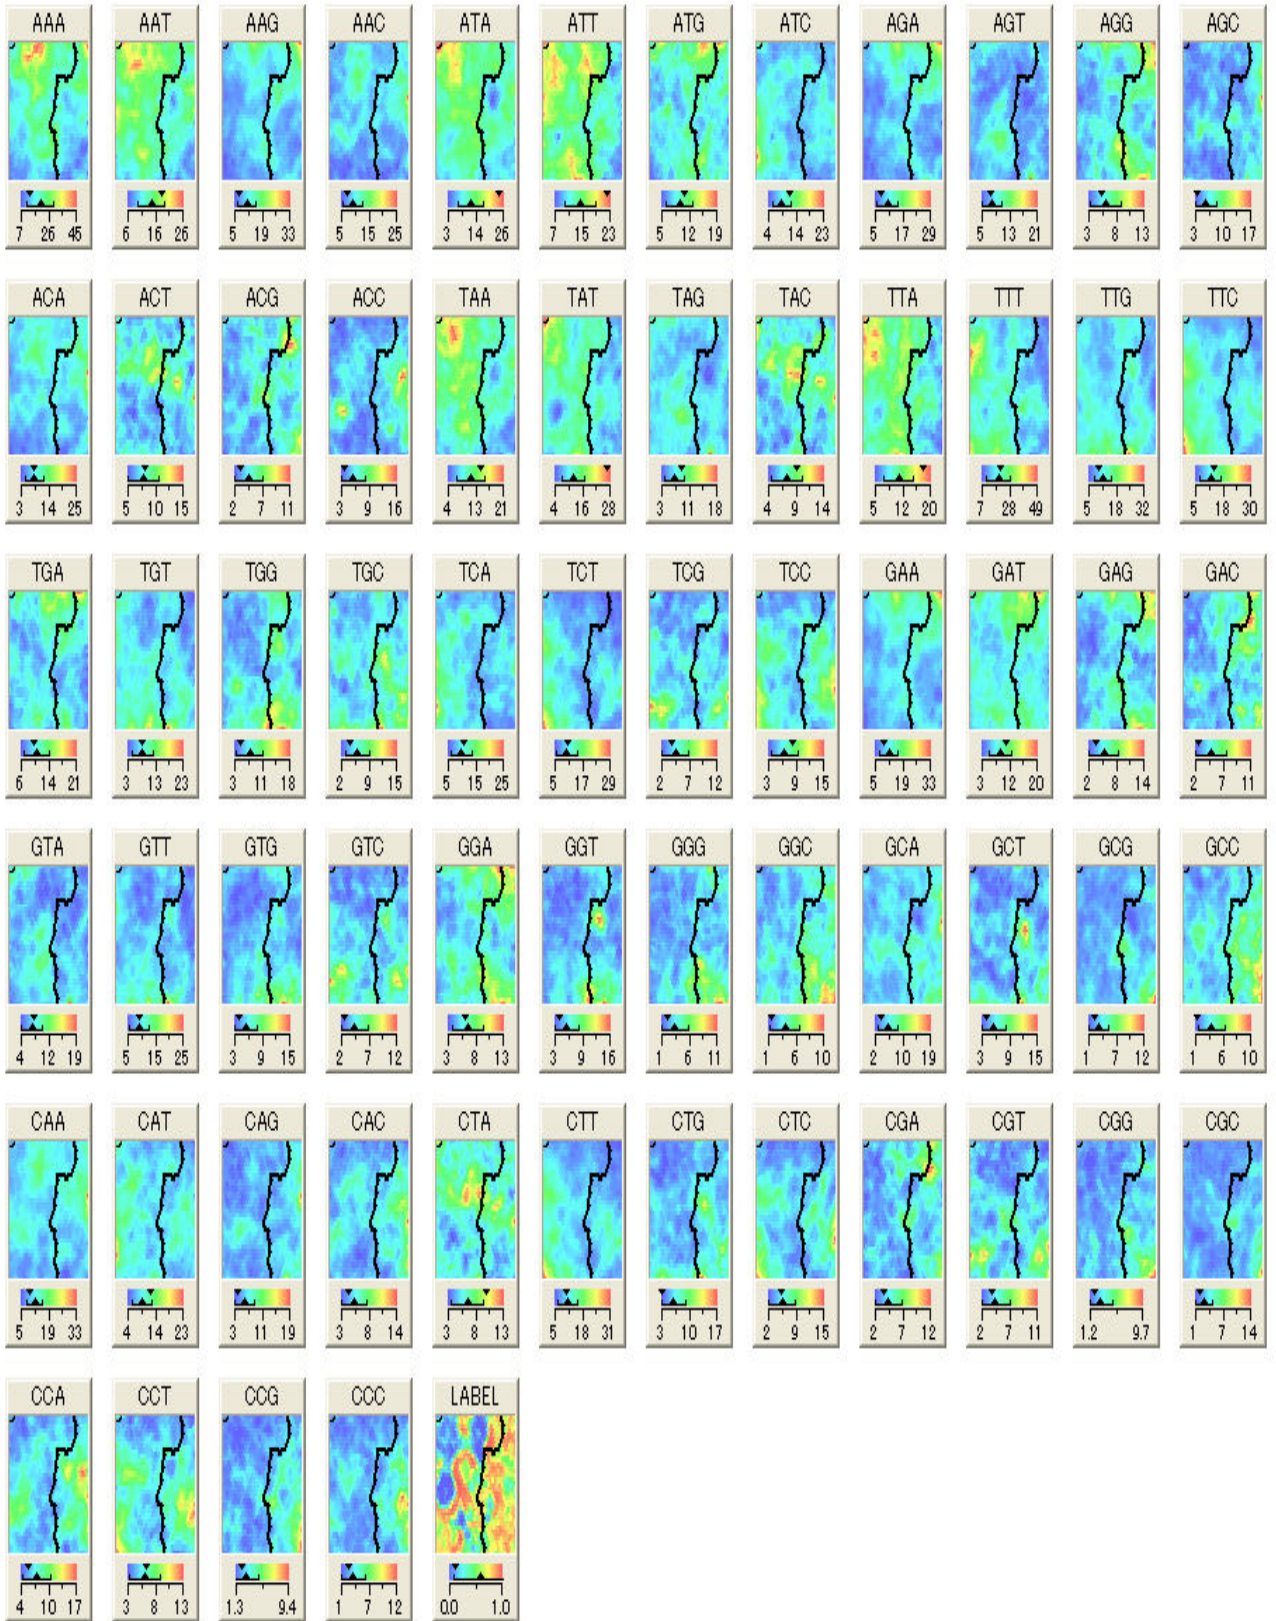 AAA AAT AAG AAC ATA ATT ATG ATC AGA AGT AGG AGC
7 26 45 6 16 26 5 19 33 5 15 25 3 14 26 7 15 23 5 12 19 4 14 23 5 17 29 5 13 21 3 8 13 3 10 17
ACA ACT ACG ACC TAA TAT TAG TAC TTA TTT TTG TTC
3 14 25 5 10 15 2 7 11 3 9 16 4 13 21 4 16 28 3 11 18 4 9 14 5 12 20 7 28 49 5 18 32 5 18 30
TGA TGT TGG TGC TCA TCT TCG TCC GAA GAT GAG GAC
6 14 21 3 13 23 3 11 18 2 9 15 5 15 25 5 17 29 2 7 12 3 9 15 5 19 33 3 12 20 2 8 14 2 7 11
GTA GTT GTG GTC GGA GGT GGG GGC GCA GCT GCG GCC
4 12 19 5 15 25 3 9 15 2 7 12 3 8 13 3 9 16 1 6 11 1 6 10 2 10 19 3 9 15 1 7 12 1 6 10
CAA CAT CAG CAC CTA CTT CTG CTC CGA CGT CGG CGC
5 19 33 4 14 23 3 11 19 3 8 14 3 8 13 5 18 31 3 10 17 2 9 15 2 7 12 2 7 11 1.2 9.7 1 7 14
CCA CCT CCG CCC LABEL
4 10 17 3 8 13 1.3 9.4 1 7 12 0.0 1.0